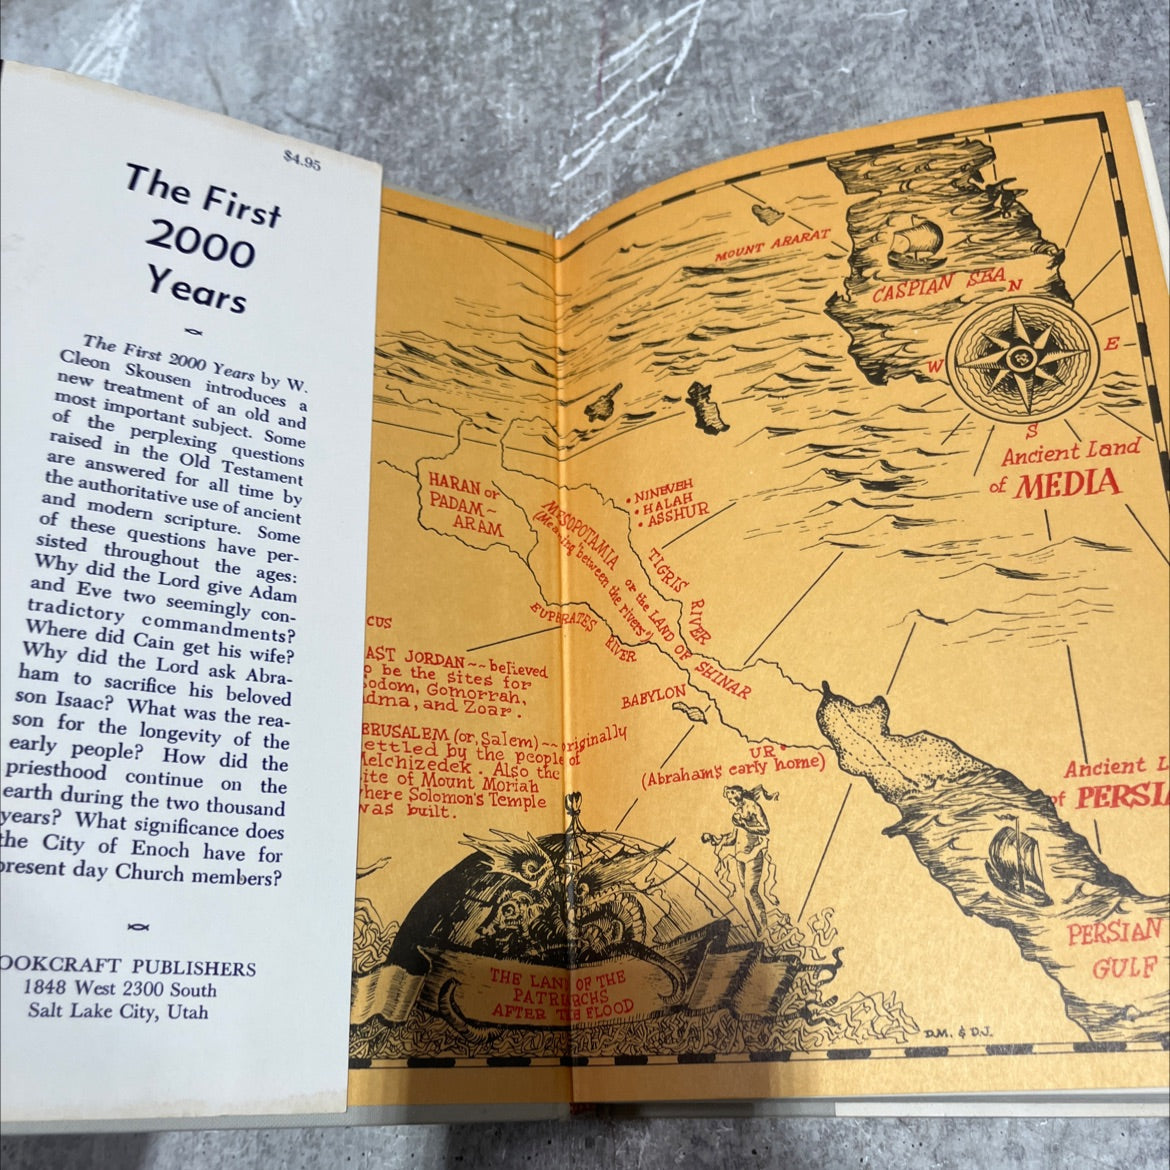 $4.95
The First
2000
Years
The First 2000 Years by W.
Cleon Skousen introduces a
new treatment of an old and
most important subject. Some
of the perplexing questions
raised in the Old Testament
are answered for all time by
the authoritative use of ancient
and modern scripture. Some
of these questions have per-
sisted throughout the ages:
Why did the Lord give Adam
and Eve two seemingly con-
tradictory commandments?
Where did Cain get his wife?
Why did the Lord ask Abra-
ham to sacrifice his beloved
son Isaac? What was the rea-
son for the longevity of the
early people? How did the
priesthood continue on the
earth during the two thousand
years? What significance does
the City of Enoch have for
present day Church members?
OOKCRAFT PUBLISHERS
1848 West 2300 South
Salt Lake City, Utah
MOUNT ARARAT
CASPIAN SEA
N
W
E
S
Ancient Land
of MEDIA
HARAN or
PADAM-
ARAM
• NINEVEH
• HALAH
• ASSHUR
MESOPOTAMIA or the LAND OF SHINAR
(Meaning "between the rivers")
TIGRIS RIVER
EUPHRATES RIVER
CUS
AST JORDAN~~believed
o be the sites for
odom, Gomorrah,
dma, and Zoar.
BABYLON
ERUSALEM (or, Salem)~~originally
ettled by the people of
elchizedek. Also the
ite of Mount Moriah
here Solomon's Temple
was built.
UR
(Abraham's early home)
Ancient L
of PERSI
PERSIAN
GULF
THE LAND OF THE
PATRIARCHS
AFTER THE FLOOD
D.M. & D.J.